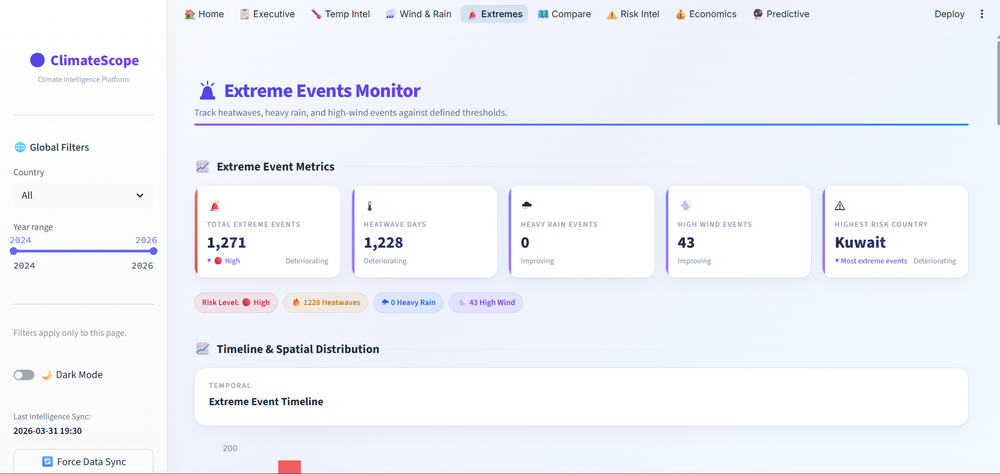 Home Executive Temp Intel Wind & Rain Extremes Compare Risk Intel Economics Predictive Deploy
ClimateScope
Climate Intelligence Platform
Global Filters
Country
All
Year range
2024 2026
2024 2026
Filters apply only to this page.
Dark Mode
Last Intelligence Sync:
2026-03-31 19:30
Force Data Sync
Extreme Events Monitor
Track heatwaves, heavy rain, and high-wind events against defined thresholds.
Extreme Event Metrics
TOTAL EXTREME EVENTS
1,271
▼ High Deteriorating
HEATWAVE DAYS
1,228
Deteriorating
HEAVY RAIN EVENTS
0
Improving
HIGH WIND EVENTS
43
Improving
HIGHEST RISK COUNTRY
Kuwait
▼ Most extreme events Deteriorating
Risk Level: High 1228 Heatwaves 0 Heavy Rain 43 High Wind
Timeline & Spatial Distribution
TEMPORAL
Extreme Event Timeline
200